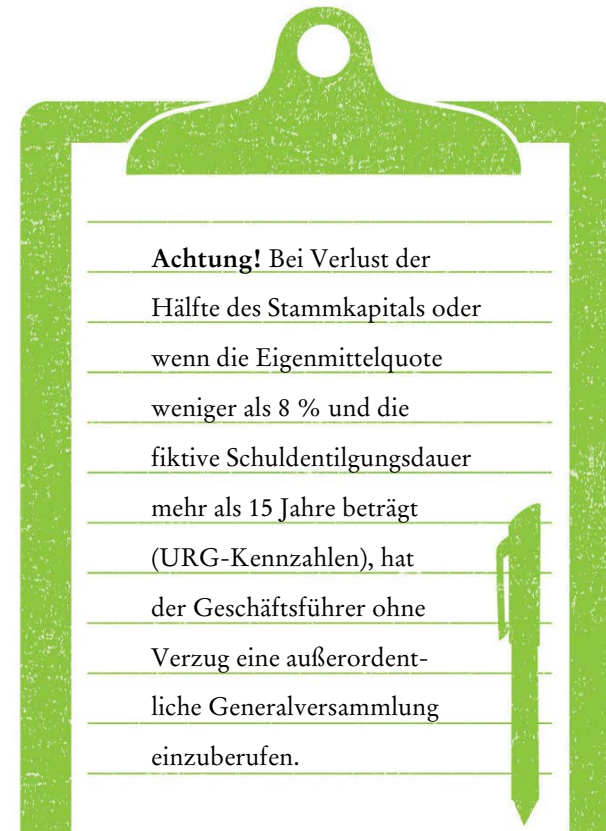 Achtung! Bei Verlust der
Hälfte des Stammkapitals oder
wenn die Eigenmittelquote
weniger als 8 % und die
fiktive Schuldentilgungsdauer
mehr als 15 Jahre beträgt
(URG-Kennzahlen), hat
der Geschäftsführer ohne
Verzug eine außerordent-
liche Generalversammlung
einzuberufen.